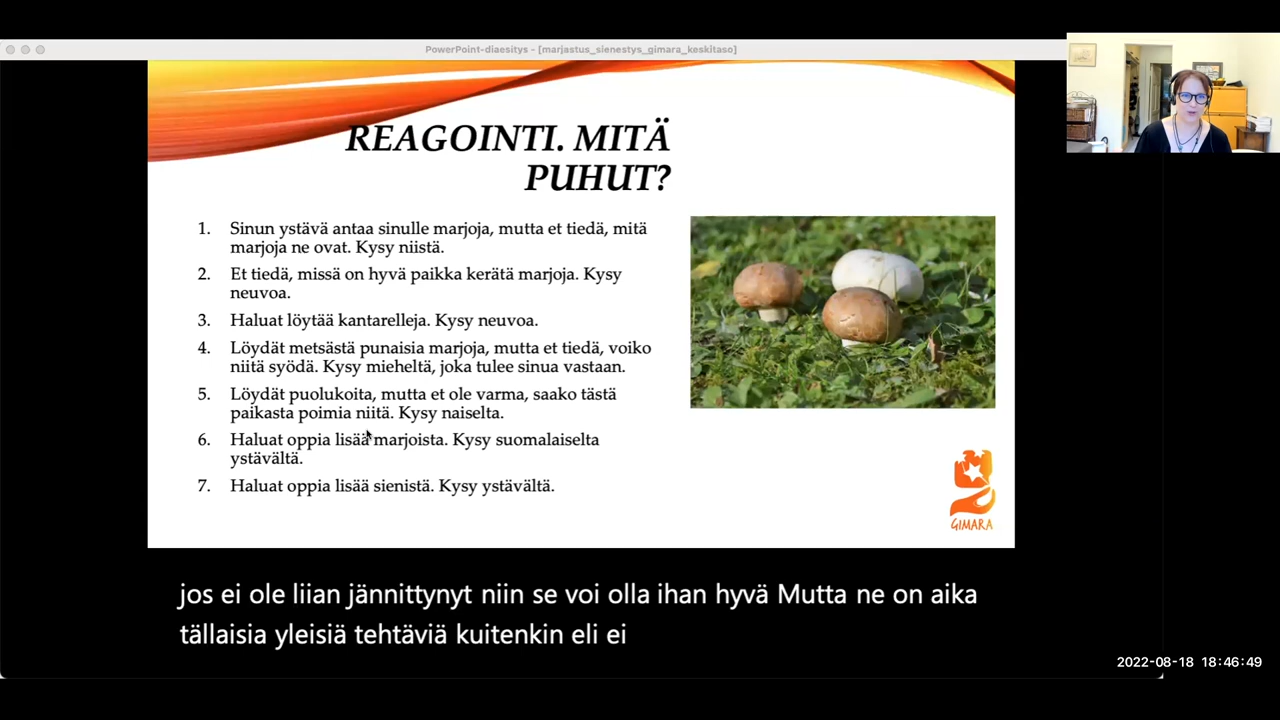 PowerPoint-diaesitys - [marjastus_sienestys_gimara_keskitaso]
REAGOINTI. MITÄ
PUHUT?
1. Sinun ystävä antaa sinulle marjoja, mutta et tiedä, mitä
marjoja ne ovat. Kysy niistä.
2. Et tiedä, missä on hyvä paikka kerätä marjoja. Kysy
neuvoa.
3. Haluat löytää kantarelleja. Kysy neuvoa.
4. Löydät metsästä punaisia marjoja, mutta et tiedä, voiko
niitä syödä. Kysy mieheltä, joka tulee sinua vastaan.
5. Löydät puolukoita, mutta et ole varma, saako tästä
paikasta poimia niitä. Kysy naiselta.
6. Haluat oppia lisää marjoista. Kysy suomalaiselta
ystävältä.
7. Haluat oppia lisää sienistä. Kysy ystävältä.
GIMARA
jos ei ole liian jännittynyt niin se voi olla ihan hyvä Mutta ne on aika
tällaisia yleisiä tehtäviä kuitenkin eli ei
2022-08-18 18:46:49